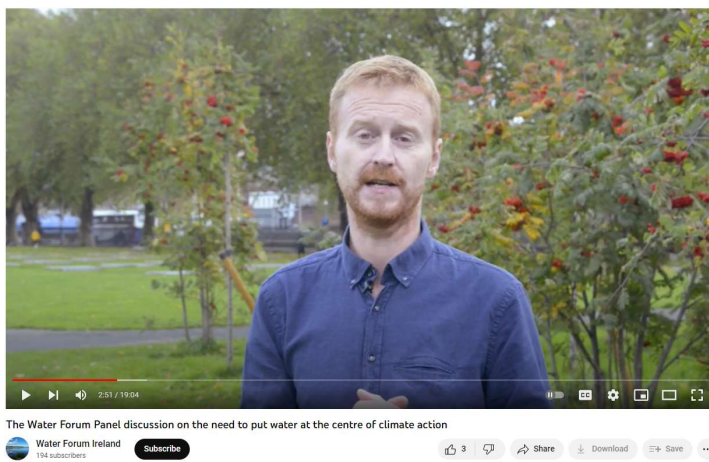 2:51 / 19:04
CC
The Water Forum Panel discussion on the need to put water at the centre of climate action
Water Forum Ireland
194 subscribers
Subscribe
3
Share
Download
Save